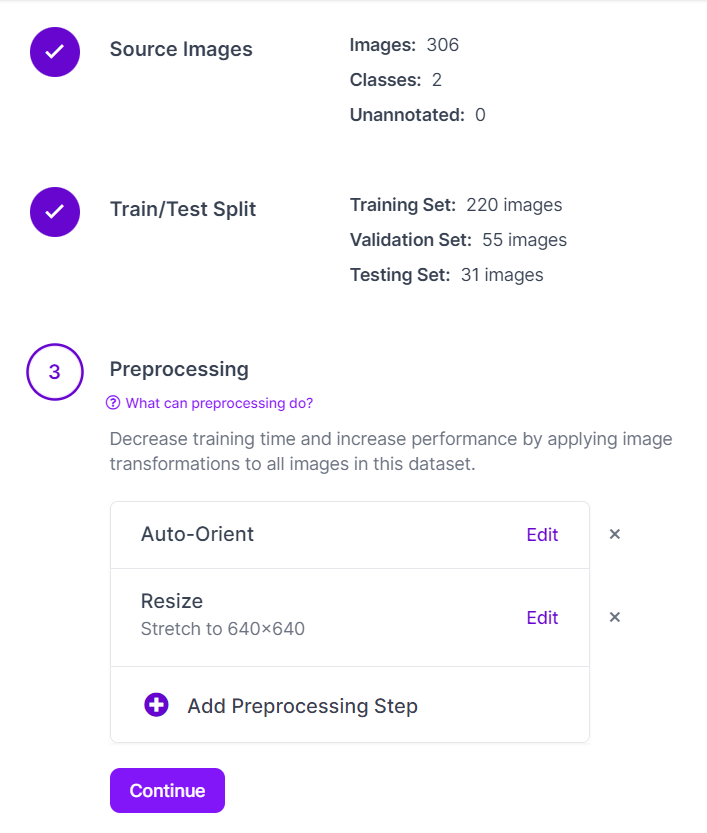 Source Images
Images: 306
Classes: 2
Unannotated: 0
Train/Test Split
Training Set: 220 images
Validation Set: 55 images
Testing Set: 31 images
3
Preprocessing
What can preprocessing do?
Decrease training time and increase performance by applying image
transformations to all images in this dataset.
Auto-Orient
Edit
Resize
Stretch to 640×640
Edit
Add Preprocessing Step
Continue